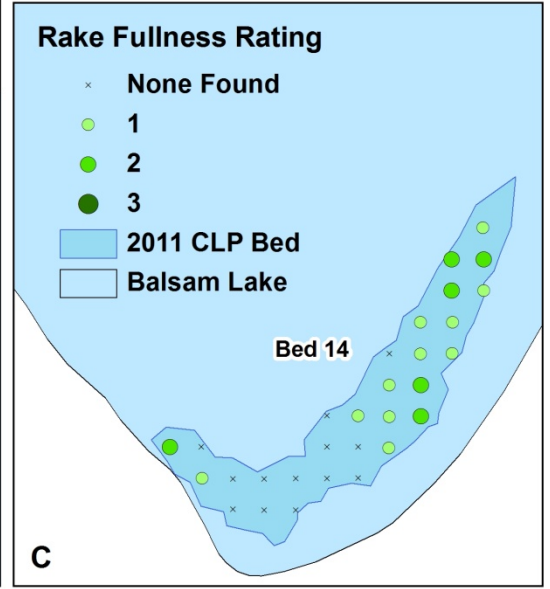 Rake Fullness Rating
None Found
1
2
3
2011 CLP Bed
Balsam Lake
Bed 14
C